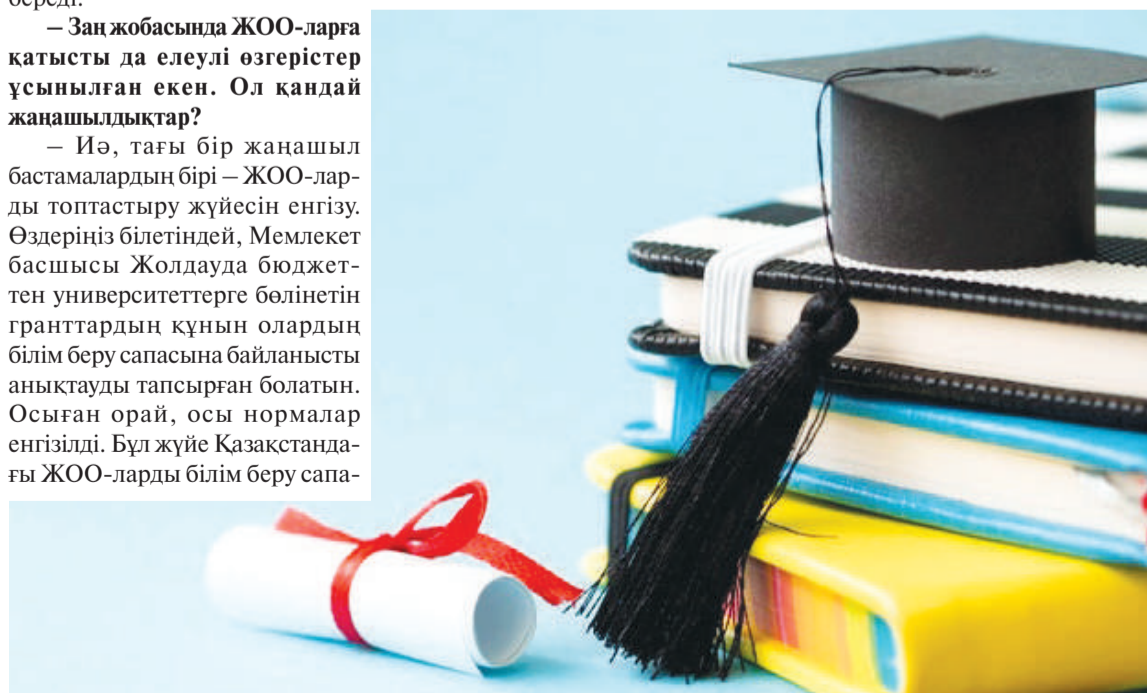 береді.
— Заң жобасында ЖОО-ларға
қатысты да елеулі өзгерістер
ұсынылған екен. Ол қандай
жаңашылдықтар?
— Иә, тағы бір жаңашыл
бастамалардың бірі — ЖОО-лар-
ды топтастыру жүйесін енгізу.
Өздеріңіз білетіндей, Мемлекет
басшысы Жолдауда бюджет-
тен университеттерге бөлінетін
гранттардың құнын олардың
білім беру сапасына байланысты
анықтауды тапсырған болатын.
Осыған орай, осы нормалар
енгізілді. Бұл жүйе Қазақстанда-
ғы ЖОО-ларды білім беру сапа-